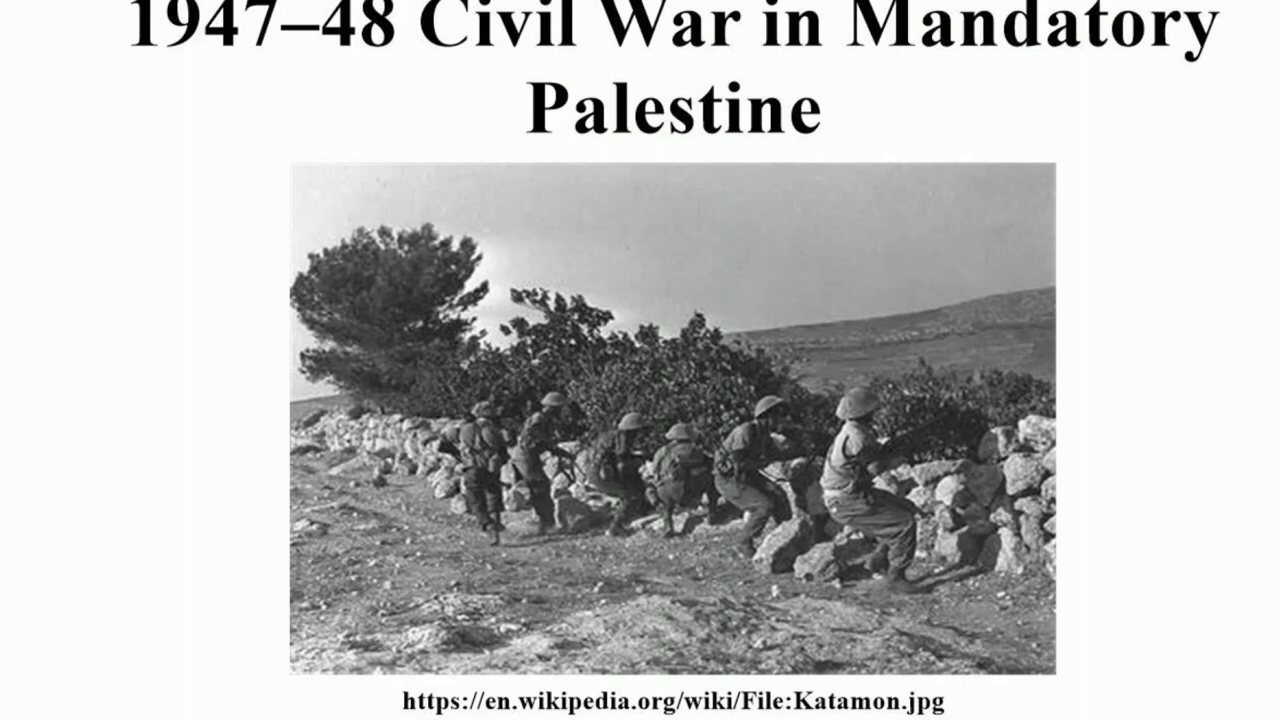 1947–48 Civil War in Mandatory
Palestine
https://en.wikipedia.org/wiki/File:Katamon.jpg